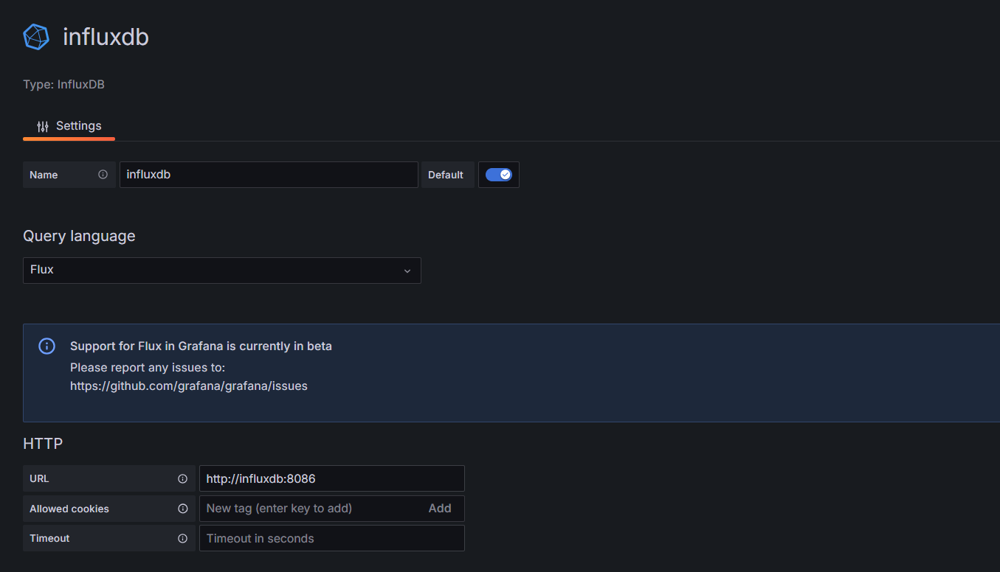 influxdb
Type: InfluxDB
Settings
Name influxdb Default
Query language
Flux
Support for Flux in Grafana is currently in beta
Please report any issues to:
https://github.com/grafana/grafana/issues
HTTP
URL http://influxdb:8086
Allowed cookies New tag (enter key to add) Add
Timeout Timeout in seconds